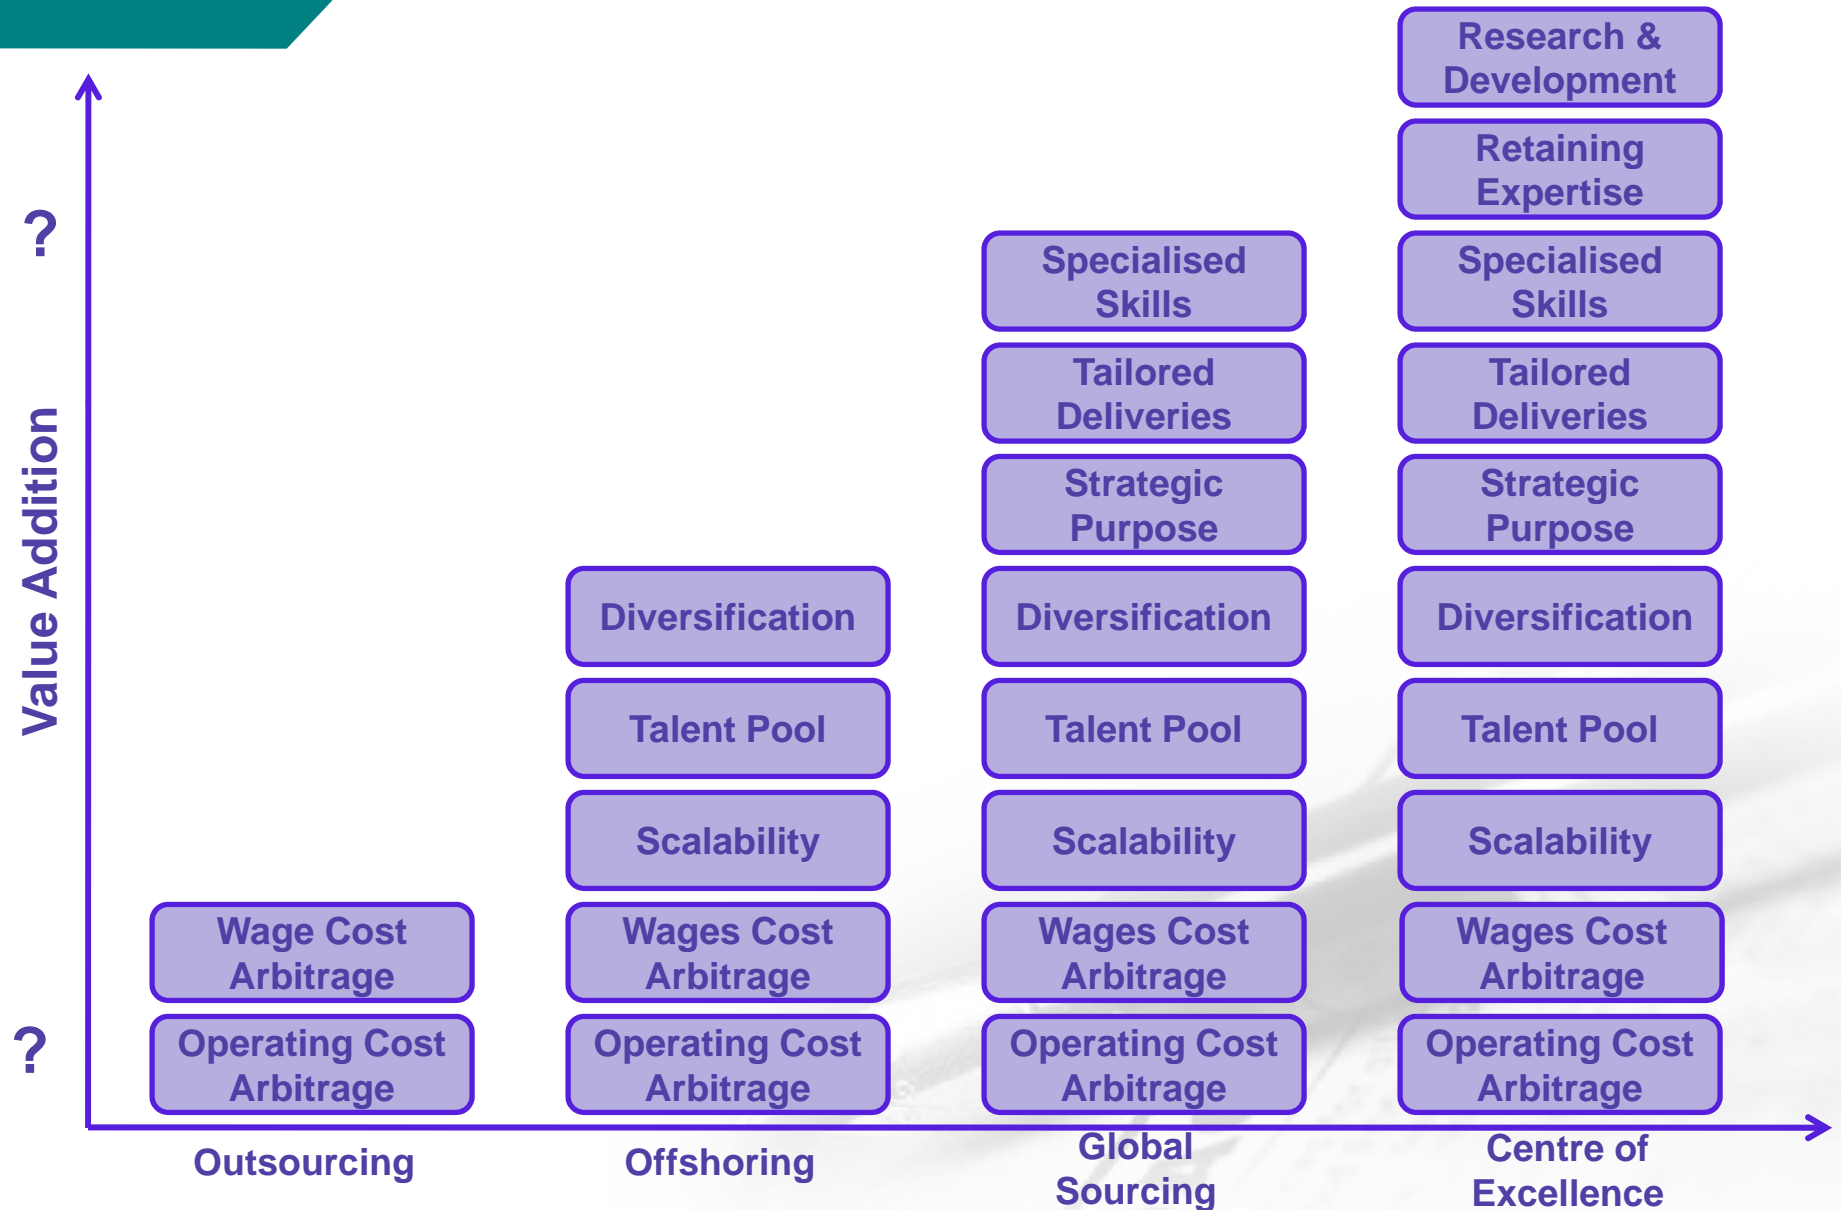 Research &
Development
Retaining
Expertise
?
Specialised
Skills
Specialised
Skills
Tailored
Deliveries
Tailored
Deliveries
Value Addition
Strategic
Purpose
Strategic
Purpose
Diversification
Diversification
Diversification
Talent Pool
Talent Pool
Talent Pool
Scalability
Scalability
Scalability
Wage Cost
Arbitrage
Wages Cost
Arbitrage
Wages Cost
Arbitrage
Wages Cost
Arbitrage
?
Operating Cost
Arbitrage
Operating Cost
Arbitrage
Operating Cost
Arbitrage
Operating Cost
Arbitrage
Outsourcing
Offshoring
Global
Sourcing
Centre of
Excellence